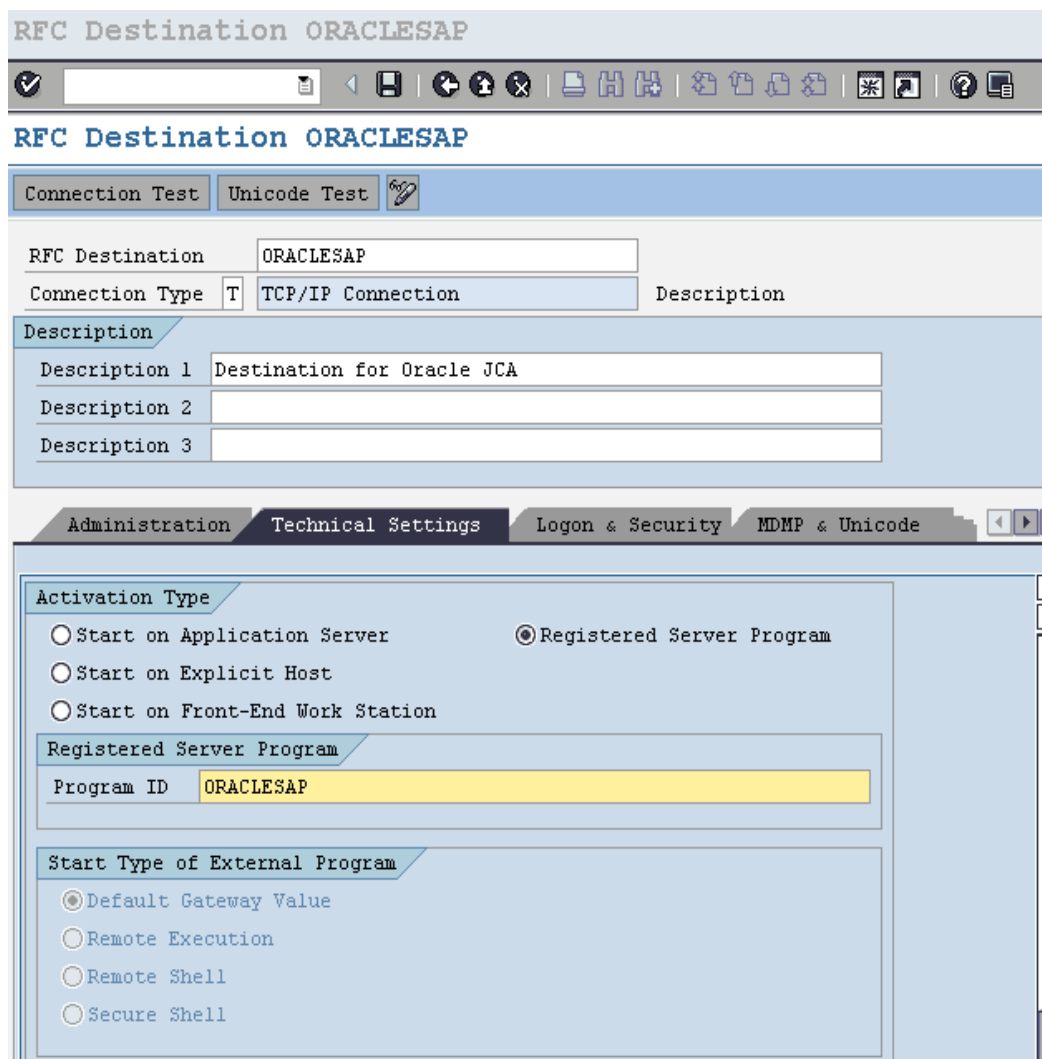 RFC Destination ORACLESAP
RFC Destination ORACLESAP
Connection Test Unicode Test
RFC Destination ORACLESAP
Connection Type T TCP/IP Connection Description
Description
Description 1 Destination for Oracle JCA
Description 2
Description 3
Administration Technical Settings Logon & Security MDMP & Unicode
Activation Type
Start on Application Server Registered Server Program
Start on Explicit Host
Start on Front-End Work Station
Registered Server Program
Program ID ORACLESAP
Start Type of External Program
Default Gateway Value
Remote Execution
Remote Shell
Secure Shell